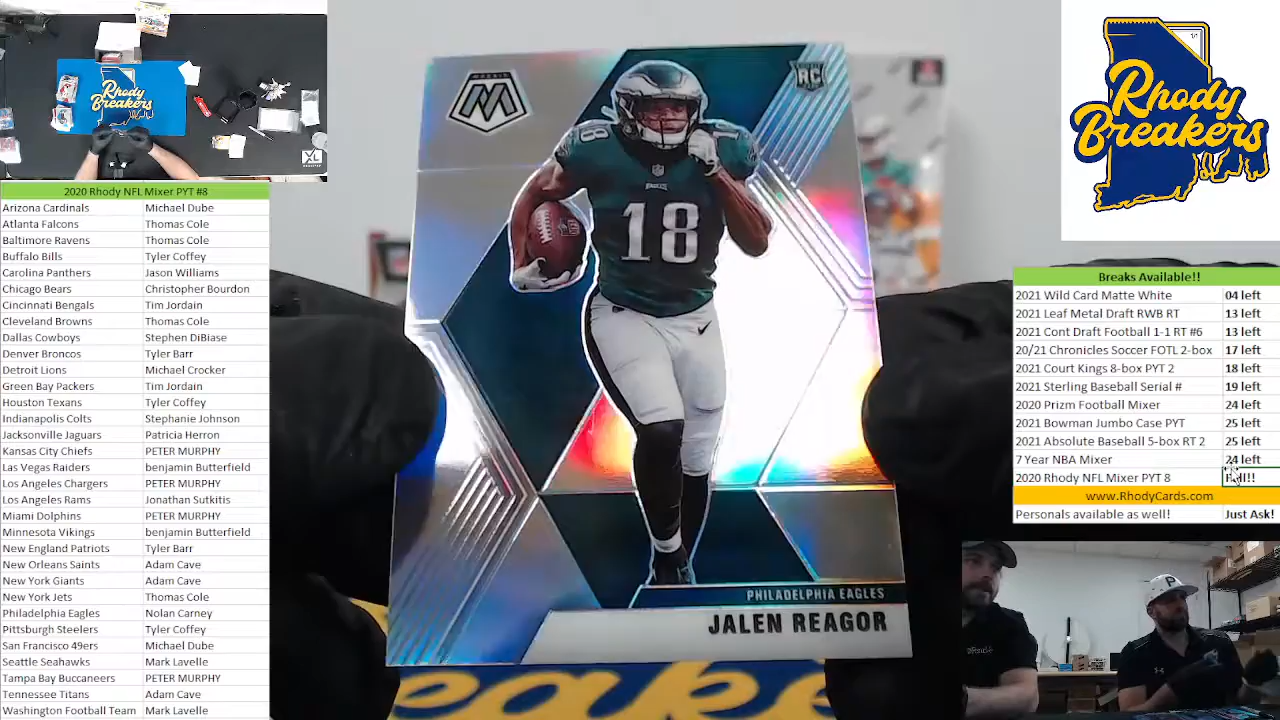 Rhody
Breakers
XL
2020 Rhody NFL Mixer PYT #8
Arizona Cardinals Michael Dube
Atlanta Falcons Thomas Cole
Baltimore Ravens Thomas Cole
Buffalo Bills Tyler Coffey
Carolina Panthers Jason Williams
Chicago Bears Christopher Bourdon
Cincinnati Bengals Tim Jordain
Cleveland Browns Thomas Cole
Dallas Cowboys Stephen DiBiase
Denver Broncos Tyler Barr
Detroit Lions Michael Crocker
Green Bay Packers Tim Jordain
Houston Texans Tyler Coffey
Indianapolis Colts Stephanie Johnson
Jacksonville Jaguars Patricia Herron
Kansas City Chiefs PETER MURPHY
Las Vegas Raiders benjamin Butterfield
Los Angeles Chargers PETER MURPHY
Los Angeles Rams Jonathan Sutkitis
Miami Dolphins PETER MURPHY
Minnesota Vikings benjamin Butterfield
New England Patriots Tyler Barr
New Orleans Saints Adam Cave
New York Giants Adam Cave
New York Jets Thomas Cole
Philadelphia Eagles Nolan Carney
Pittsburgh Steelers Tyler Coffey
San Francisco 49ers Michael Dube
Seattle Seahawks Mark Lavelle
Tampa Bay Buccaneers PETER MURPHY
Tennessee Titans Adam Cave
Washington Football Team Mark Lavelle
MOSAIC
M
RC
18
18
18
EAGLES
PHILADELPHIA EAGLES
JALEN REAGOR
Rhody
Breakers
Breaks Available!!
2021 Wild Card Matte White 04 left
2021 Leaf Metal Draft RWB RT 13 left
2021 Cont Draft Football 1-1 RT #6 13 left
20/21 Chronicles Soccer FOTL 2-box 17 left
2021 Court Kings 8-box PYT 2 18 left
2021 Sterling Baseball Serial # 19 left
2020 Prizm Football Mixer 24 left
2021 Bowman Jumbo Case PYT 25 left
2021 Absolute Baseball 5-box RT 2 25 left
7 Year NBA Mixer 24 left
2020 Rhody NFL Mixer PYT 8 Full!!
www.RhodyCards.com
Personals available as well! Just Ask!
P